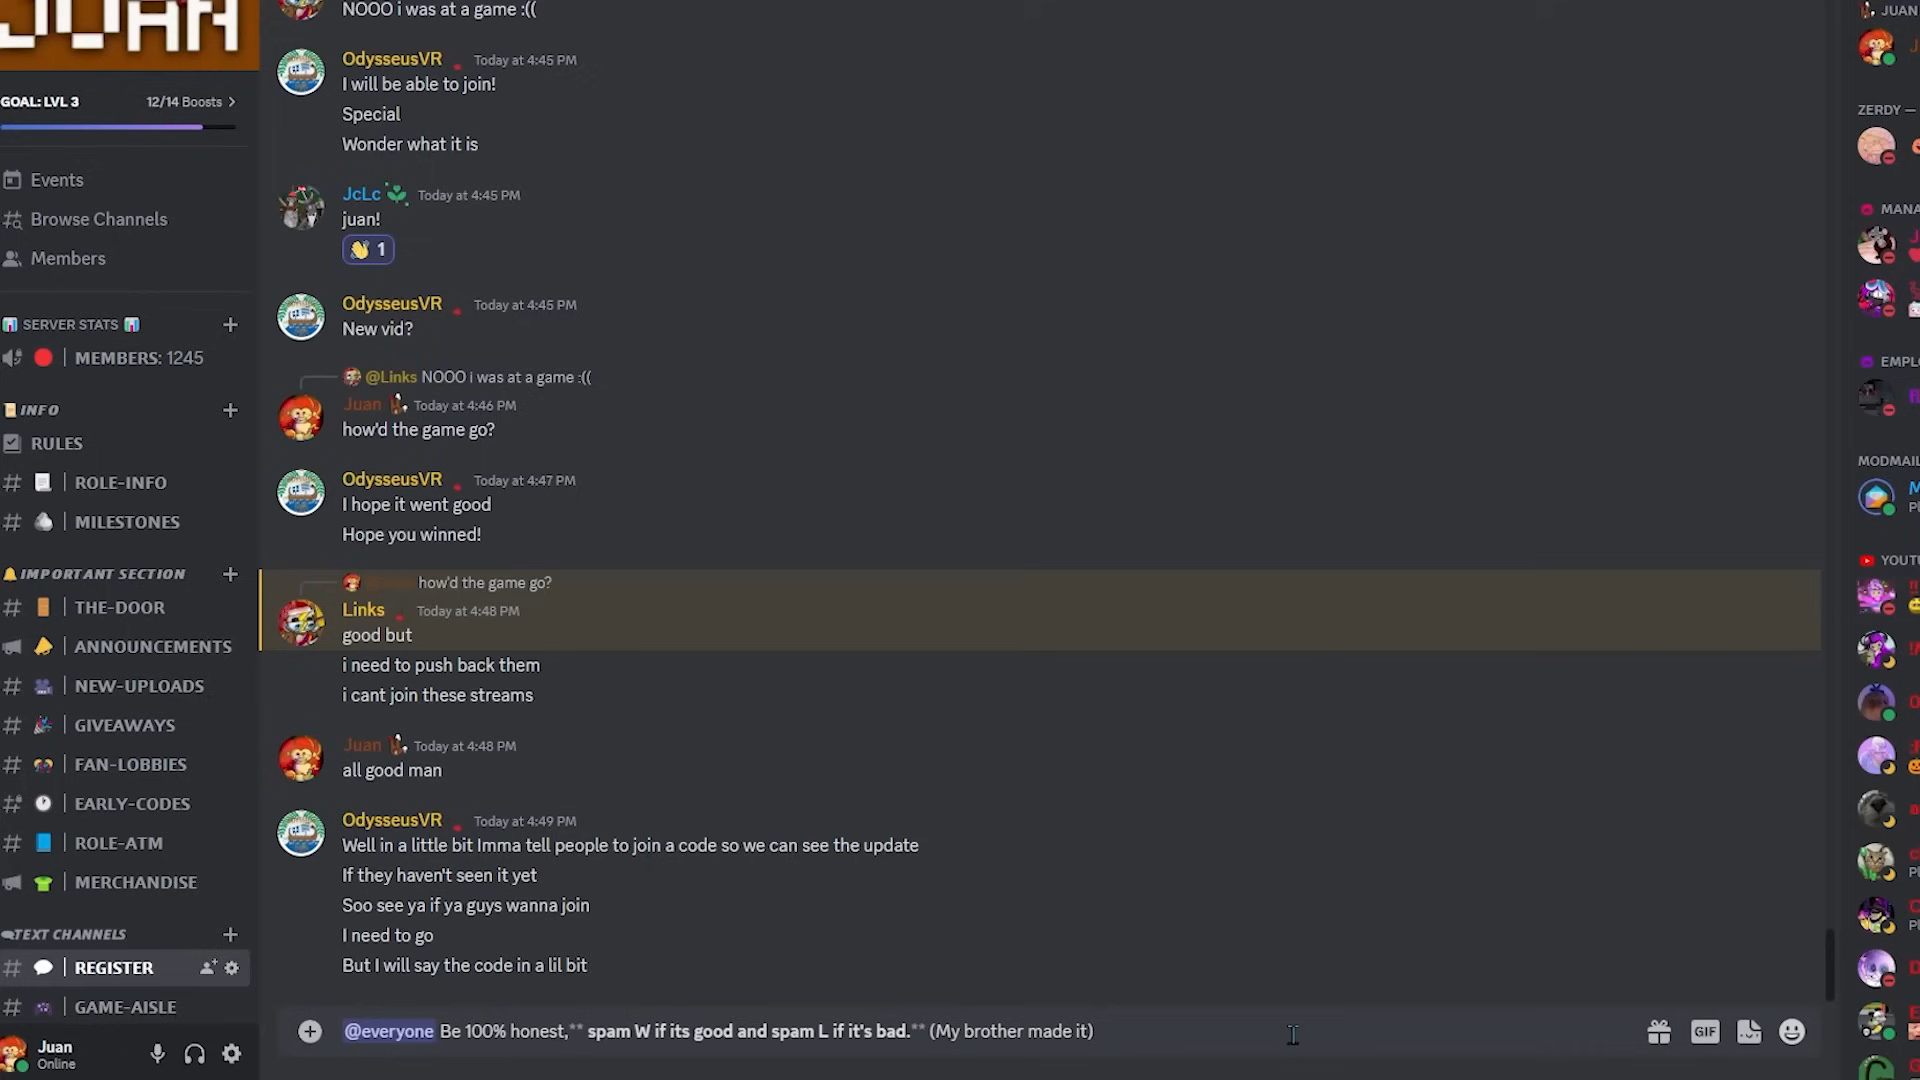 JUAN
NOOO i was at a game :((
GOAL: LVL 3 12/14 Boosts
Events
Browse Channels
Members
SERVER STATS
MEMBERS: 1245
INFO
RULES
ROLE-INFO
MILESTONES
IMPORTANT SECTION
THE-DOOR
ANNOUNCEMENTS
NEW-UPLOADS
GIVEAWAYS
FAN-LOBBIES
EARLY-CODES
ROLE-ATM
MERCHANDISE
TEXT CHANNELS
REGISTER
GAME-AISLE
Juan
Online
OdysseusVR Today at 4:45 PM
I will be able to join!
Special
Wonder what it is
JcLc Today at 4:45 PM
juan!
1
OdysseusVR Today at 4:45 PM
New vid?
@Links NOOO i was at a game :((
Juan Today at 4:46 PM
how'd the game go?
OdysseusVR Today at 4:47 PM
I hope it went good
Hope you winned!
how'd the game go?
Links Today at 4:48 PM
good but
i need to push back them
i cant join these streams
Juan Today at 4:48 PM
all good man
OdysseusVR Today at 4:49 PM
Well in a little bit Imma tell people to join a code so we can see the update
If they haven't seen it yet
Soo see ya if ya guys wanna join
I need to go
But I will say the code in a lil bit
@everyone Be 100% honest,** spam W if its good and spam L if it's bad.** (My brother made it)
GIF
JUAN
ZERDY —
MANA
EMPL
MODMAIL
YOUTU